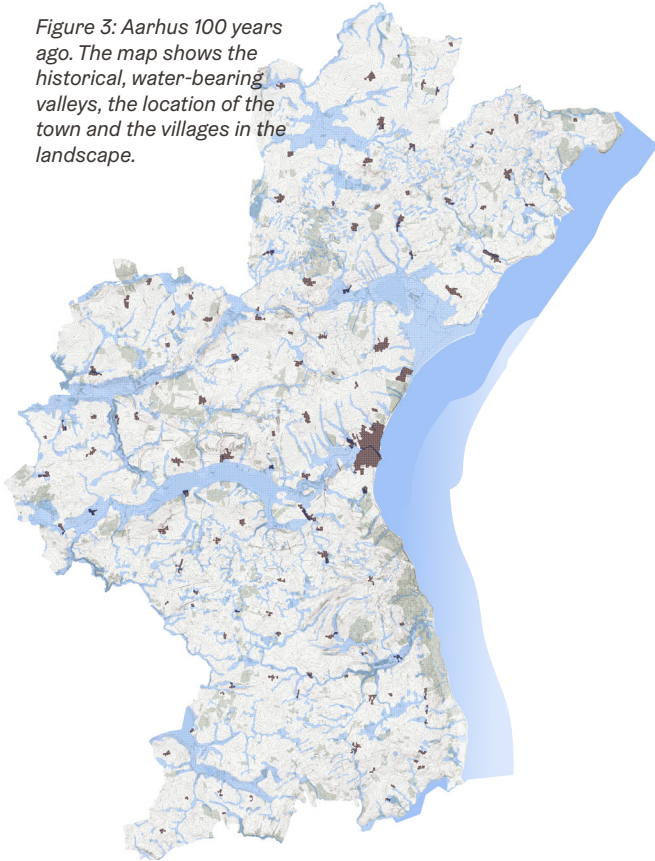 Figure 3: Aarhus 100 years
ago. The map shows the
historical, water-bearing
valleys, the location of the
town and the villages in the
landscape.